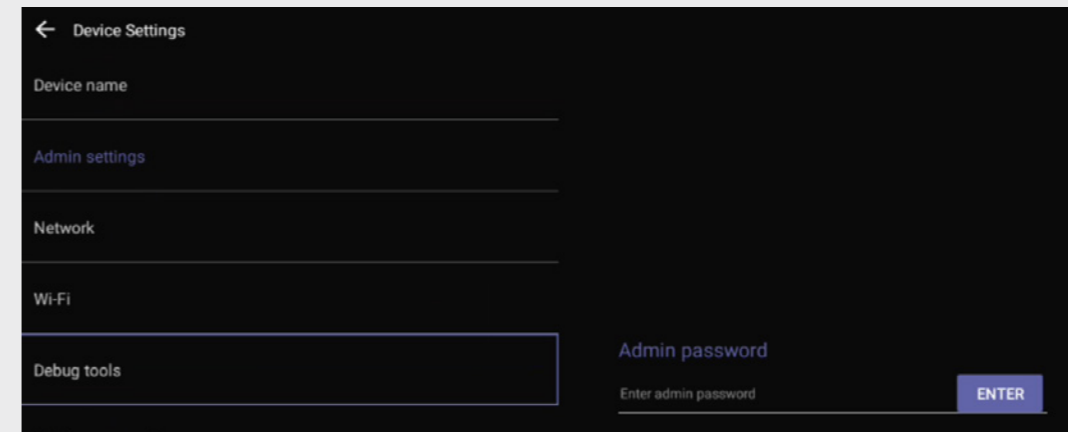 Device Settings
Device name
Admin settings
Network
Wi-Fi
Debug tools
Admin password
Enter admin password
ENTER